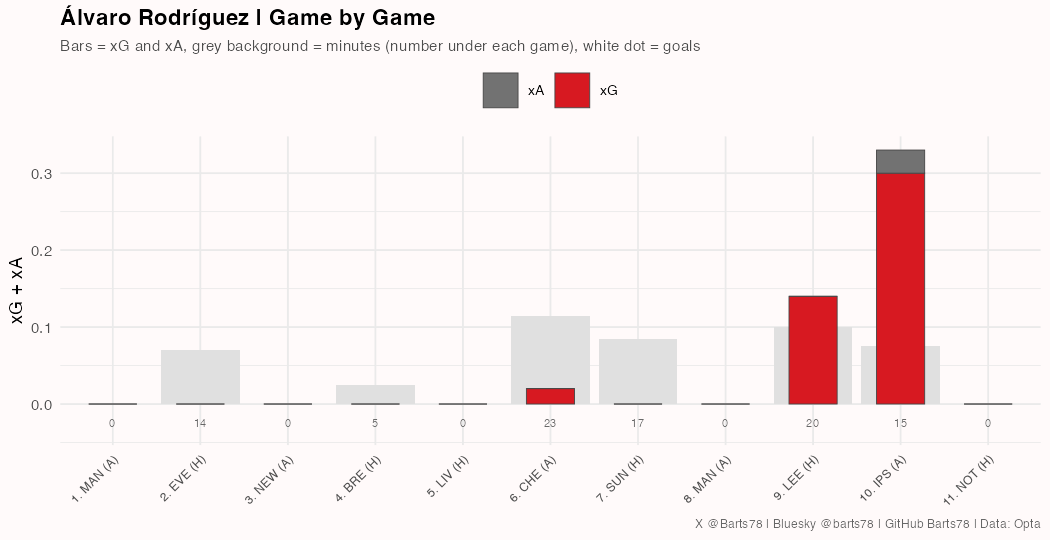 Álvaro Rodríguez | Game by Game
Bars = xG and xA, grey background = minutes (number under each game), white dot = goals
xA xG
xG + xA
0.3
0.2
0.1
0.0
0 14 0 5 0 23 17 0 20 15 0
1. MAN (A) 2. EVE (H) 3. NEW (A) 4. BRE (H) 5. LIV (H) 6. CHE (A) 7. SUN (H) 8. MAN (A) 9. LEE (H) 10. IPS (A) 11. NOT (H)
X @Barts78 | Bluesky @barts78 | GitHub Barts78 | Data: Opta